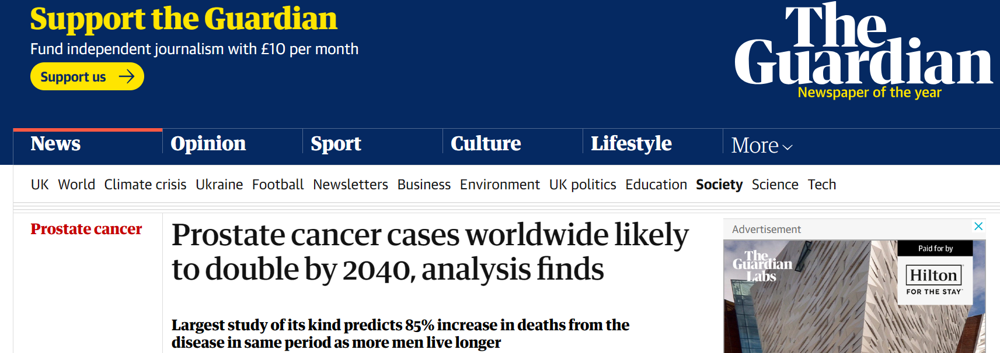 Support the Guardian
Fund independent journalism with £10 per month
Support us
The
Guardian
Newspaper of the year
News
Opinion
Sport
Culture
Lifestyle
More
UK World Climate crisis Ukraine Football Newsletters Business Environment UK politics Education Society Science Tech
Prostate cancer
Prostate cancer cases worldwide likely
to double by 2040, analysis finds
Largest study of its kind predicts 85% increase in deaths from the
disease in same period as more men live longer
Advertisement
The
Guardian
Labs
Paid for by
Hilton
FOR THE STAY